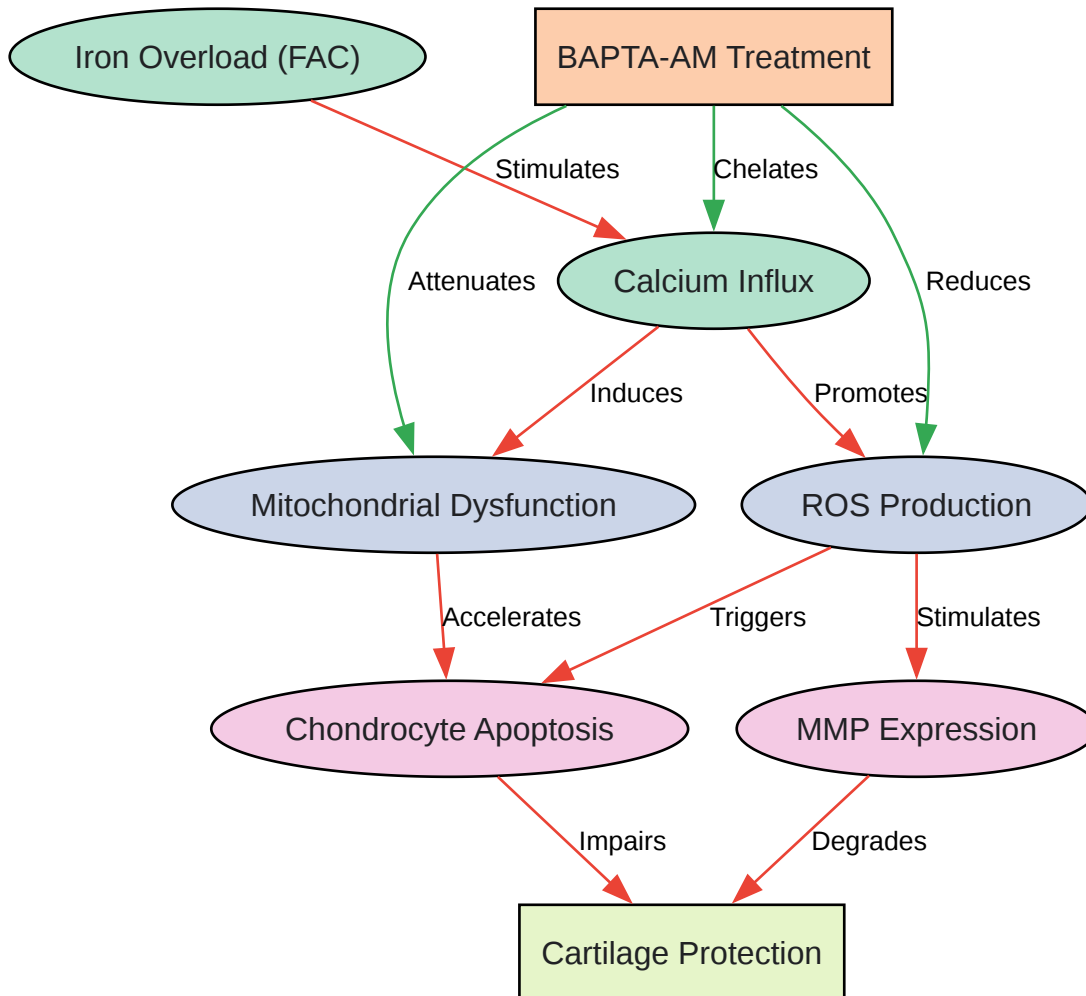 Iron Overload (FAC)
BAPTA-AM Treatment
Stimulates
Chelates
Attenuates
Calcium Influx
Reduces
Induces
Promotes
Mitochondrial Dysfunction
ROS Production
Accelerates
Triggers
Stimulates
Chondrocyte Apoptosis
MMP Expression
Impairs
Degrades
Cartilage Protection